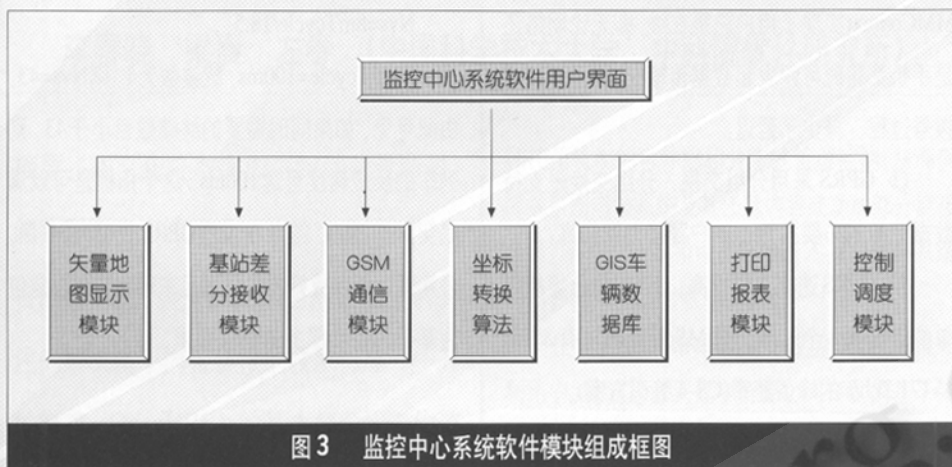 监控中心系统软件用户界面
矢量地
图显示
模块
基站差
分接收
模块
GSM
通信
模块
坐标
转换
算法
GIS车
辆数
据库
打印
报表
模块
控制
调度
模块
图3 监控中心系统软件模块组成框图